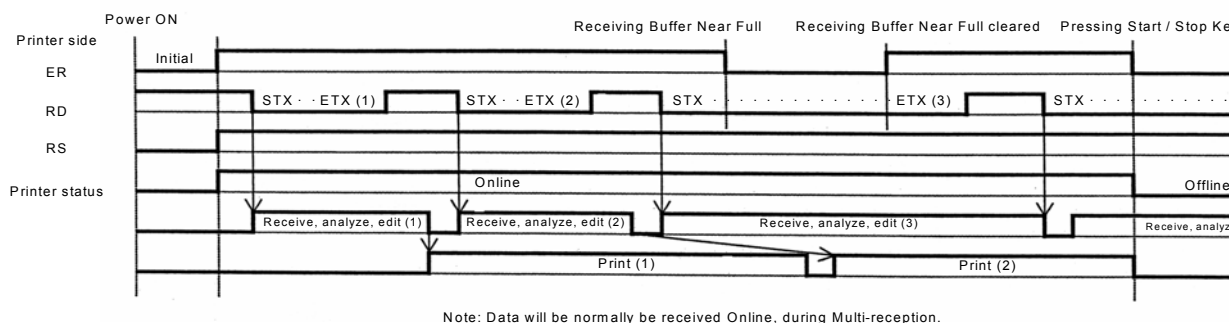 Power ON
Receiving Buffer Near Full Receiving Buffer Near Full cleared Pressing Start / Stop Ke
Printer side
Initial
ER
STX · · ETX (1) STX · · ETX (2) STX · · · · · · · · · · · · · · · · · · ETX (3) STX · · · · · · · · · ·
RD
RS
Printer status
Online
Offline
Receive, analyze, edit (1) Receive, analyze, edit (2) Receive, analyze, edit (3) Receive, analyz
Print (1) Print (2)
Note: Data will be normally be received Online, during Multi-reception.